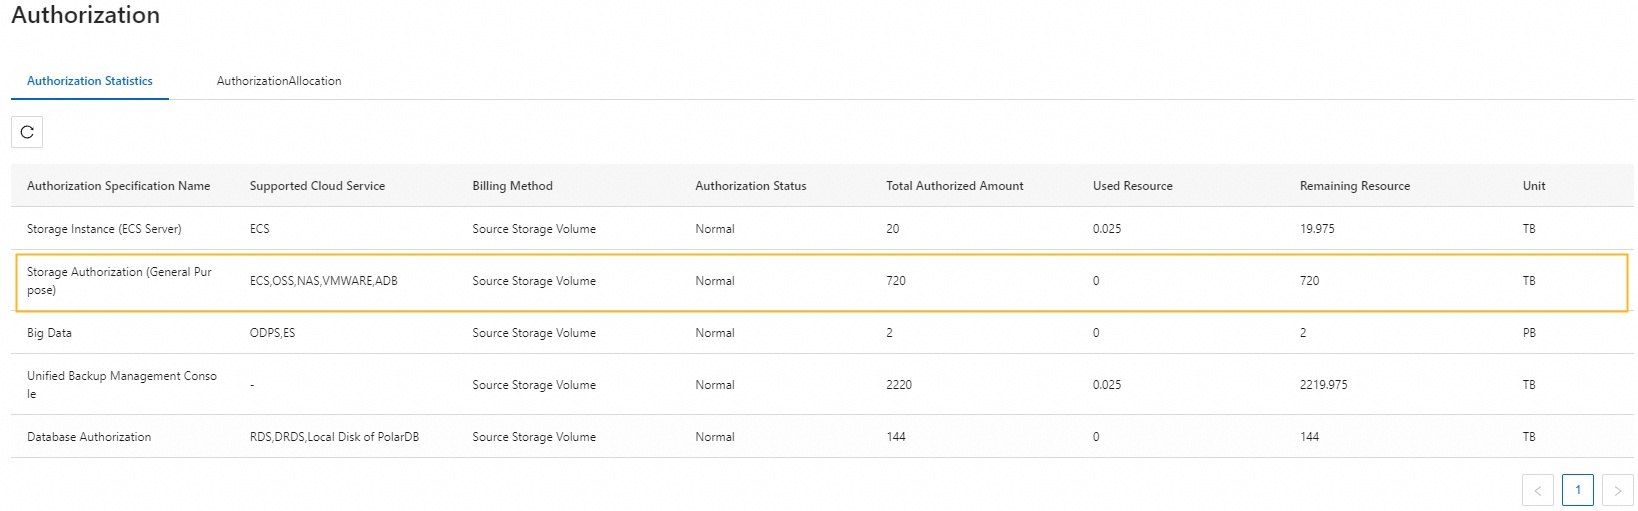 Authorization
Authorization Statistics AuthorizationAllocation
Authorization Specification Name Supported Cloud Service Billing Method Authorization Status Total Authorized Amount Used Resource Remaining Resource Unit
Storage Instance (ECS Server) ECS Source Storage Volume Normal 20 0.025 19.975 TB
Storage Authorization (General Pur
pose) ECS,OSS,NAS,VMWARE,ADB Source Storage Volume Normal 720 0 720 TB
Big Data ODPS,ES Source Storage Volume Normal 2 0 2 PB
Unified Backup Management Conso
le - Source Storage Volume Normal 2220 0.025 2219.975 TB
Database Authorization RDS,DRDS,Local Disk of PolarDB Source Storage Volume Normal 144 0 144 TB
< 1 >